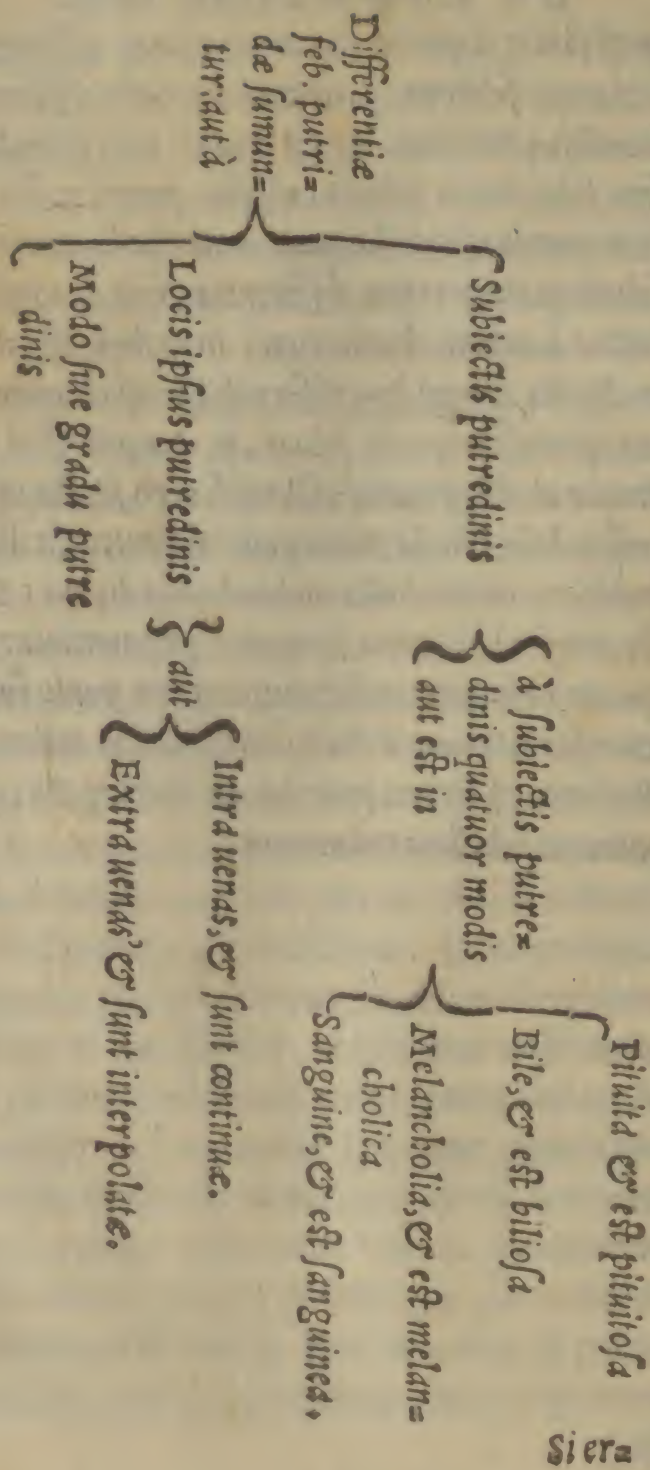 Differentiæ
feb. putri=
dæ ſumun=
tur: aut à
Subiectis putredinis
à ſubiectis putre=
dinis quatuor modis
aut eſt in
Pituita & eſt pituitoſa
Bile, & eſt bilioſa
Melancholia, & eſt melan=
cholica
Sanguine, & eſt ſanguinea.
Locis ipſius putredinis
aut
Intra uenas, & ſunt continuæ.
Extra uenas, & ſunt interpolatæ.
Modo ſiue gradu putre
dinis
Si er=